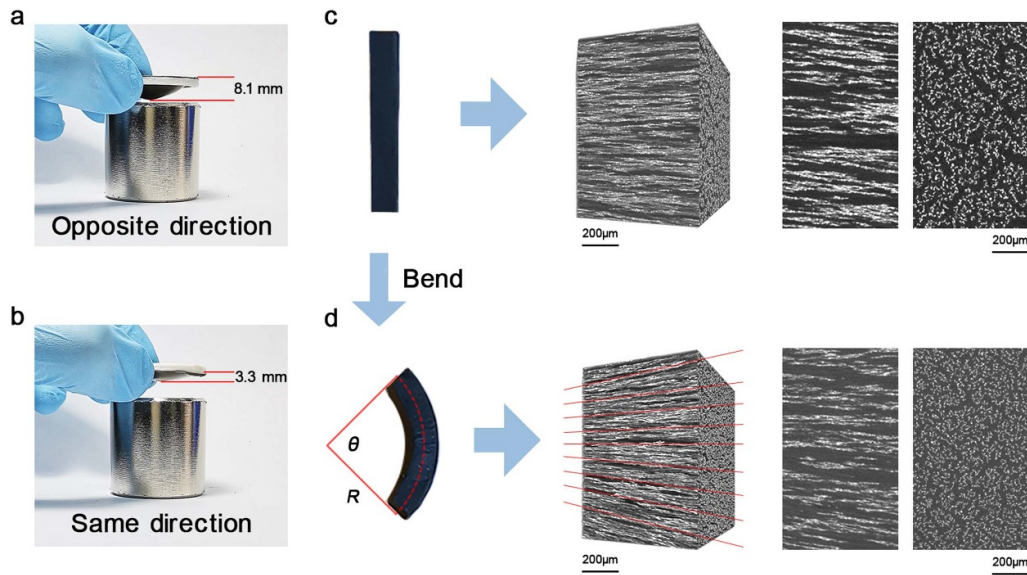 a
8.1 mm
Opposite direction
c
200μm
200μm
Bend
b
3.3 mm
Same direction
d
θ
R
200μm
200μm